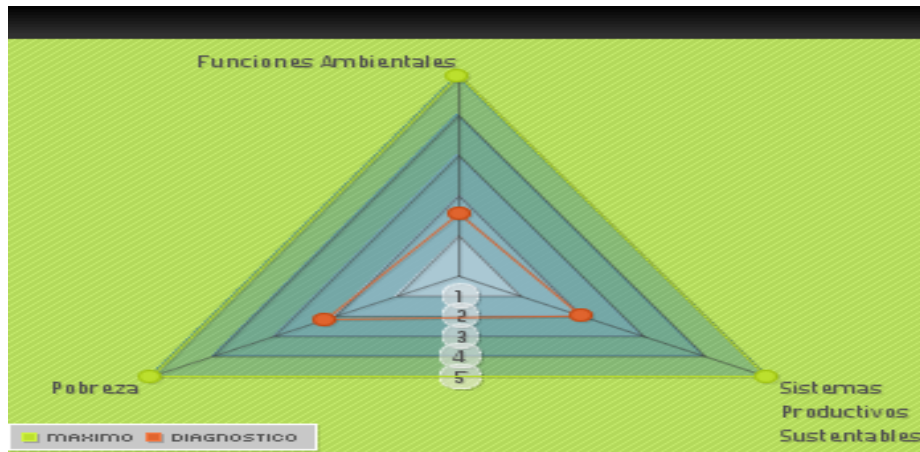 Funciones Ambientales
1
2
3
4
5
Pobreza
Sistemas
Productivos
Sustentables
MAXIMO DIAGNOSTICO